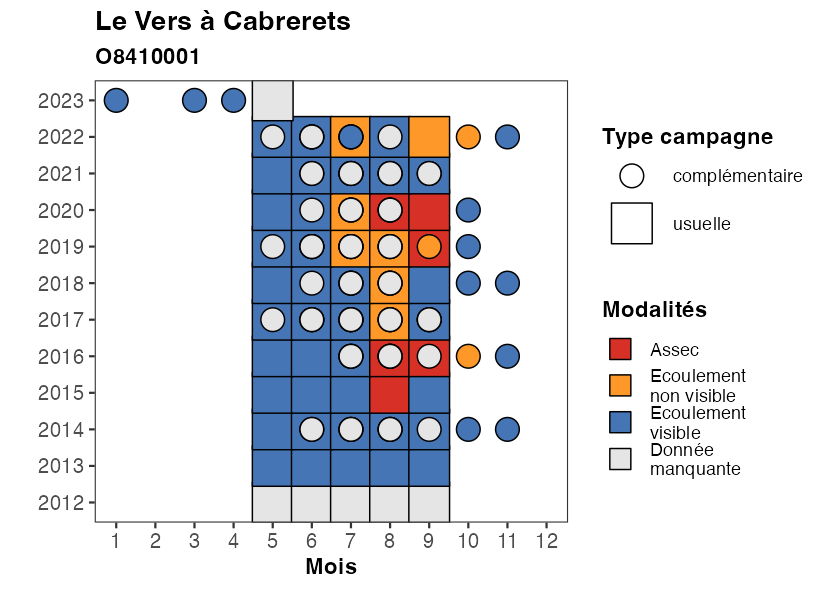 Le Vers à Cabrerets
O8410001
2023
2022
2021
2020
2019
2018
2017
2016
2015
2014
2013
2012
1 2 3 4 5 6 7 8 9 10 11 12
Mois
Type campagne
complémentaire
usuelle
Modalités
Assec
Ecoulement
non visible
Ecoulement
visible
Donnée
manquante